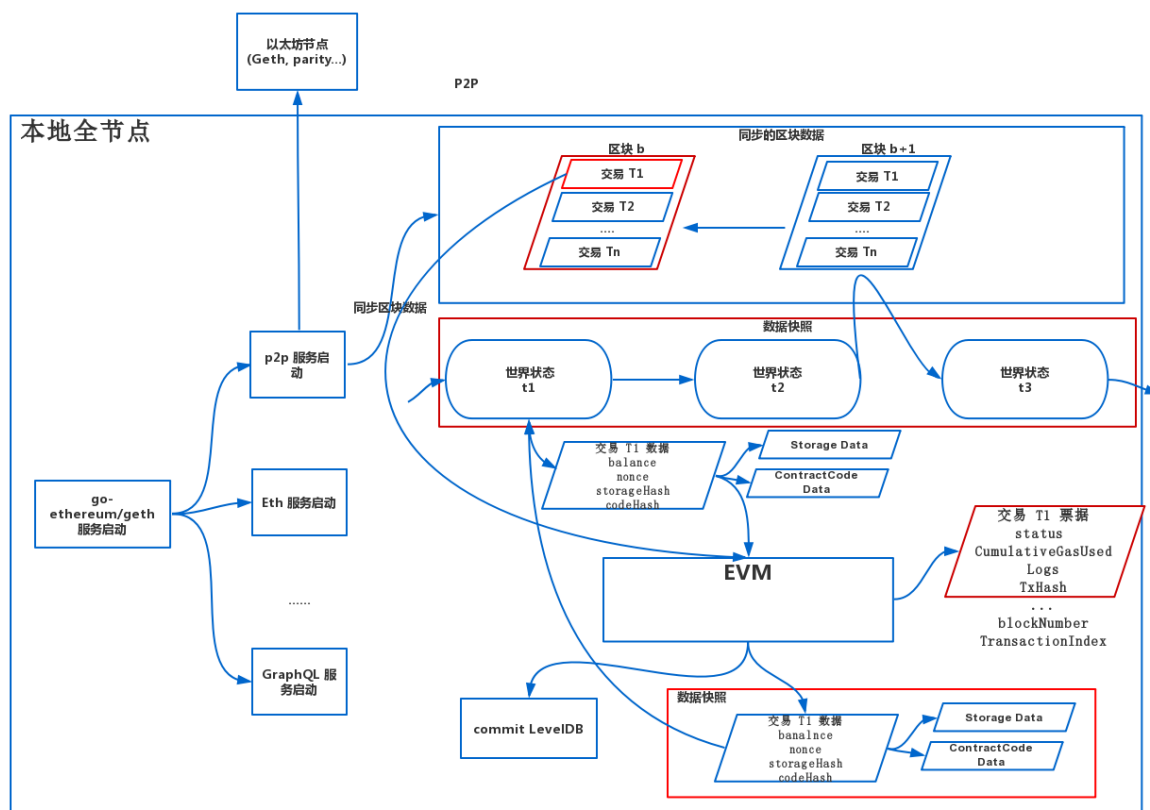 以太坊节点
(Geth, parity...)
P2P
本地全节点
同步的区块数据
区块 b
交易 T1
交易 T2
....
交易 Tn
区块 b+1
交易 T1
交易 T2
....
交易 Tn
同步区块数据
数据快照
世界状态
t1
世界状态
t2
世界状态
t3
p2p 服务启
动
go-
ethereum/geth
服务启动
Eth 服务启动
......
GraphQL 服
务启动
交易 T1 数据
balance
nonce
storageHash
codeHash
Storage Data
ContractCode
Data
EVM
交易 T1 票据
status
CumulativeGasUsed
Logs
TxHash
...
blockNumber
TransactionIndex
commit LevelDB
数据快照
交易 T1 数据
banalnce
nonce
storageHash
codeHash
Storage Data
ContractCode
Data